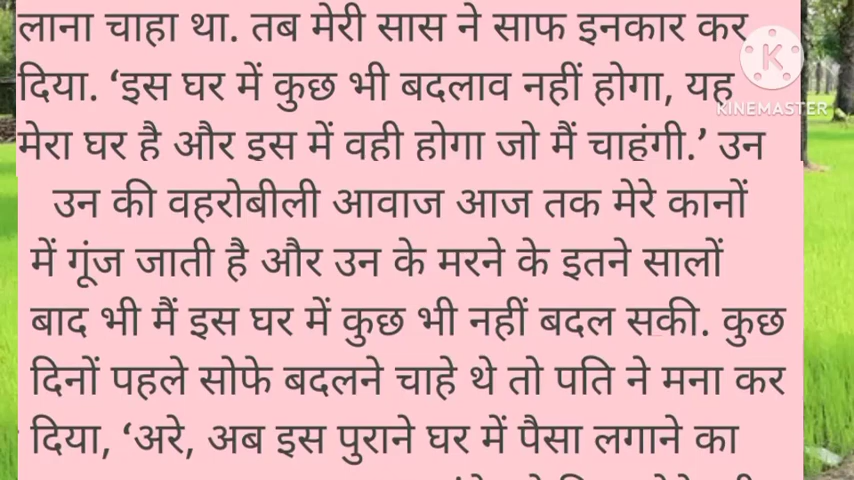 लाना चाहा था. तब मेरी सास ने साफ इनकार कर
दिया. ‘इस घर में कुछ भी बदलाव नहीं होगा, यह
मेरा घर है और इस में वही होगा जो मैं चाहूंगी.’ उन
उन की वहरोबीली आवाज आज तक मेरे कानों
में गूंज जाती है और उन के मरने के इतने सालों
बाद भी मैं इस घर में कुछ भी नहीं बदल सकी. कुछ
दिनों पहले सोफे बदलने चाहे थे तो पति ने मना कर
दिया, ‘अरे, अब इस पुराने घर में पैसा लगाने का
K
KINEMASTER